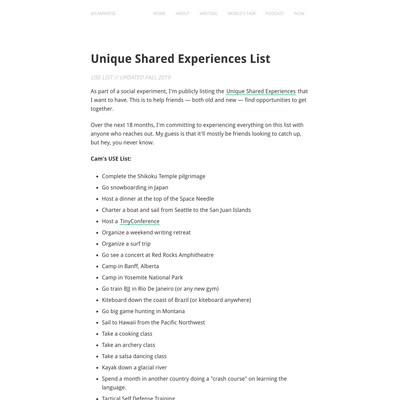 HOME ABOUT WRITING WORLD'S FAIR PODCAST NOW
Unique Shared Experiences List
USE LIST // UPDATED FALL 2019
As part of a social experiment, I'm publicly listing the Unique Shared Experiences that
I want to have. This is to help friends — both old and new — find opportunities to get
together.
Over the next 18 months, I'm committing to experiencing everything on this list with
anyone who reaches out. My guess is that it'll mostly be friends looking to catch up,
but hey, you never know.
Cam's USE List:
Complete the Shikoku Temple pilgrimage
Go snowboarding in Japan
Host a dinner at the top of the Space Needle
Charter a boat and sail from Seattle to the San Juan Islands
Host a TinyConference
Organize a weekend writing retreat
Organize a surf trip
Go see a concert at Red Rocks Amphitheatre
Camp in Banff, Alberta
Camp in Yosemite National Park
Go train BJJ in Rio De Janeiro (or any new gym)
Kiteboard down the coast of Brazil (or kiteboard anywhere)
Go big game hunting in Montana
Sail to Hawaii from the Pacific Northwest
Take a cooking class
Take an archery class
Take a salsa dancing class
Kayak down a glacial river
Spend a month in another country doing a "crash course" on learning the
language.
Tactical Self Defense Training